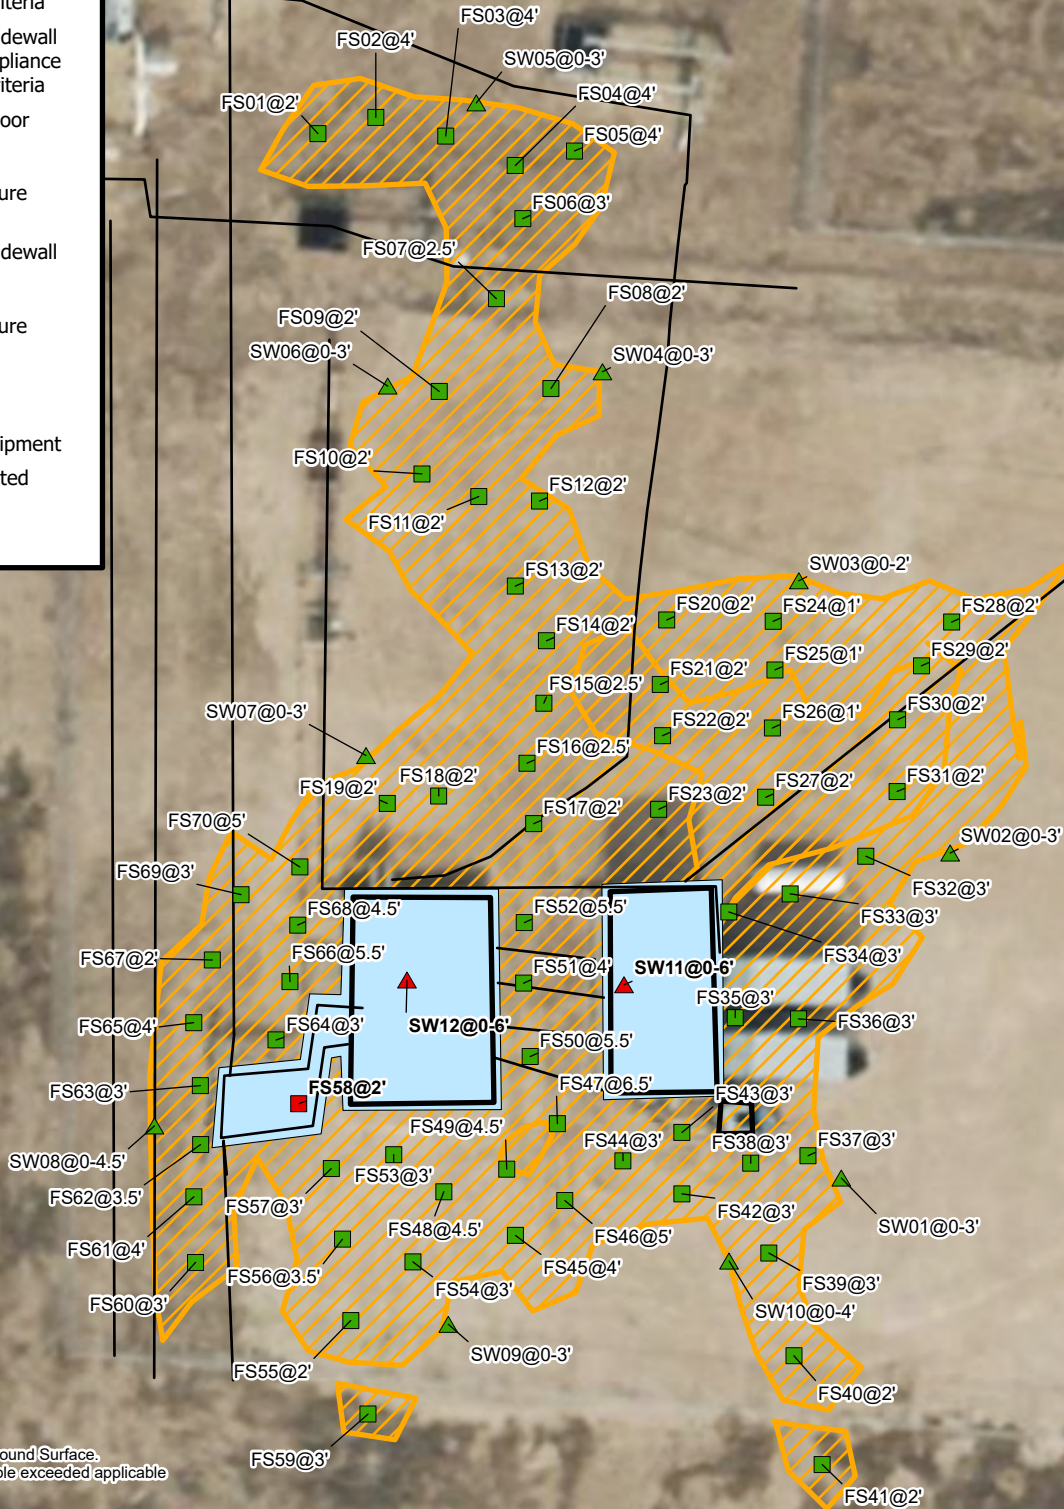 iteria
dewall
pliance
iteria
oor
ure
dewall
ure
ipment
ted
FS03@4'
FS02@4'
SW05@0-3'
FS04@4'
FS01@2'
FS05@4'
FS06@3'
FS07@2.5'
FS08@2'
FS09@2'
SW06@0-3'
SW04@0-3'
FS10@2'
FS12@2'
FS11@2'
SW03@0-2'
FS13@2'
FS20@2'
FS24@1'
FS28@2'
FS14@2'
FS29@2'
FS25@1'
FS21@2'
FS15@2.5'
FS30@2'
SW07@0-3'
FS26@1'
FS22@2'
FS16@2.5'
FS18@2'
FS27@2'
FS31@2'
FS19@2'
FS23@2'
FS17@2'
FS70@5'
SW02@0-3'
FS69@3'
FS32@3'
FS68@4.5'
FS52@5.5'
FS33@3'
FS66@5.5'
FS34@3'
FS67@2'
FS51@4'
SW11@0-6'
FS35@3'
FS65@4'
FS64@3'
SW12@0-6'
FS36@3'
FS50@5.5'
FS47@6.5'
FS63@3'
FS58@2'
FS43@3'
FS49@4.5'
FS44@3'
FS38@3'
FS37@3'
SW08@0-4.5'
FS53@3'
FS62@3.5'
FS57@3'
FS42@3'
FS48@4.5'
FS46@5'
SW01@0-3'
FS61@4'
FS45@4'
FS56@3.5'
FS54@3'
FS39@3'
FS60@3'
SW10@0-4'
SW09@0-3'
FS55@2'
FS40@2'
FS59@3'
FS41@2'
ound Surface.
ple exceeded applicable